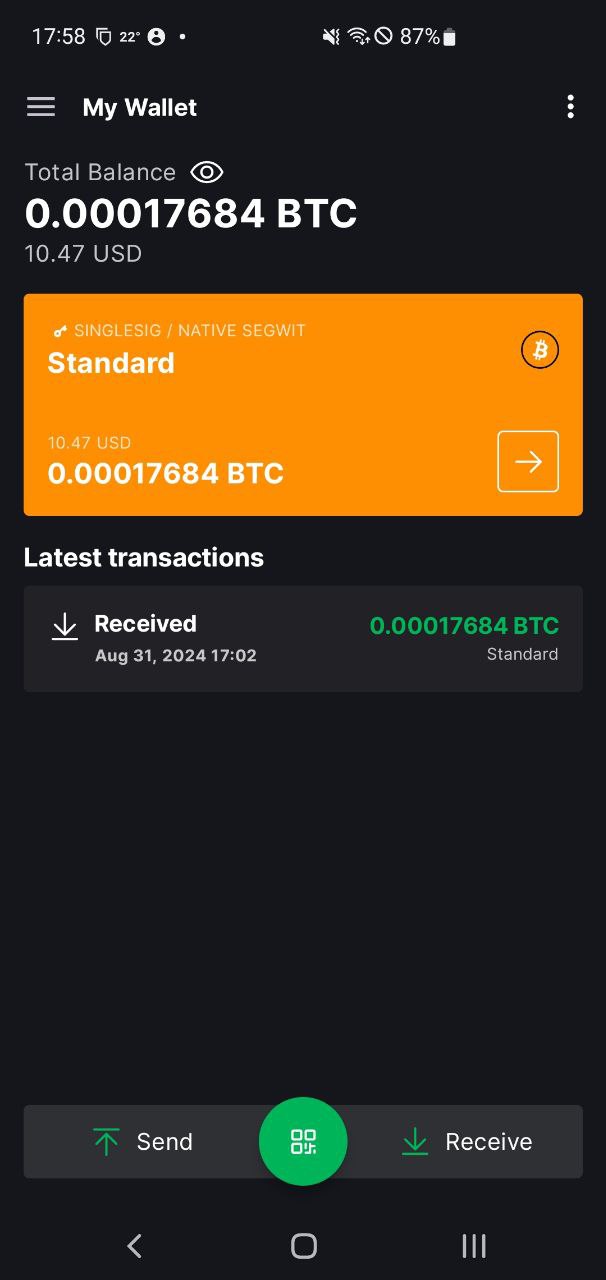 17:58 22° 87%
My Wallet
Total Balance
0.00017684 BTC
10.47 USD
SINGLESIG / NATIVE SEGWIT
Standard
10.47 USD
0.00017684 BTC
Latest transactions
Received 0.00017684 BTC
Aug 31, 2024 17:02 Standard
Send Receive